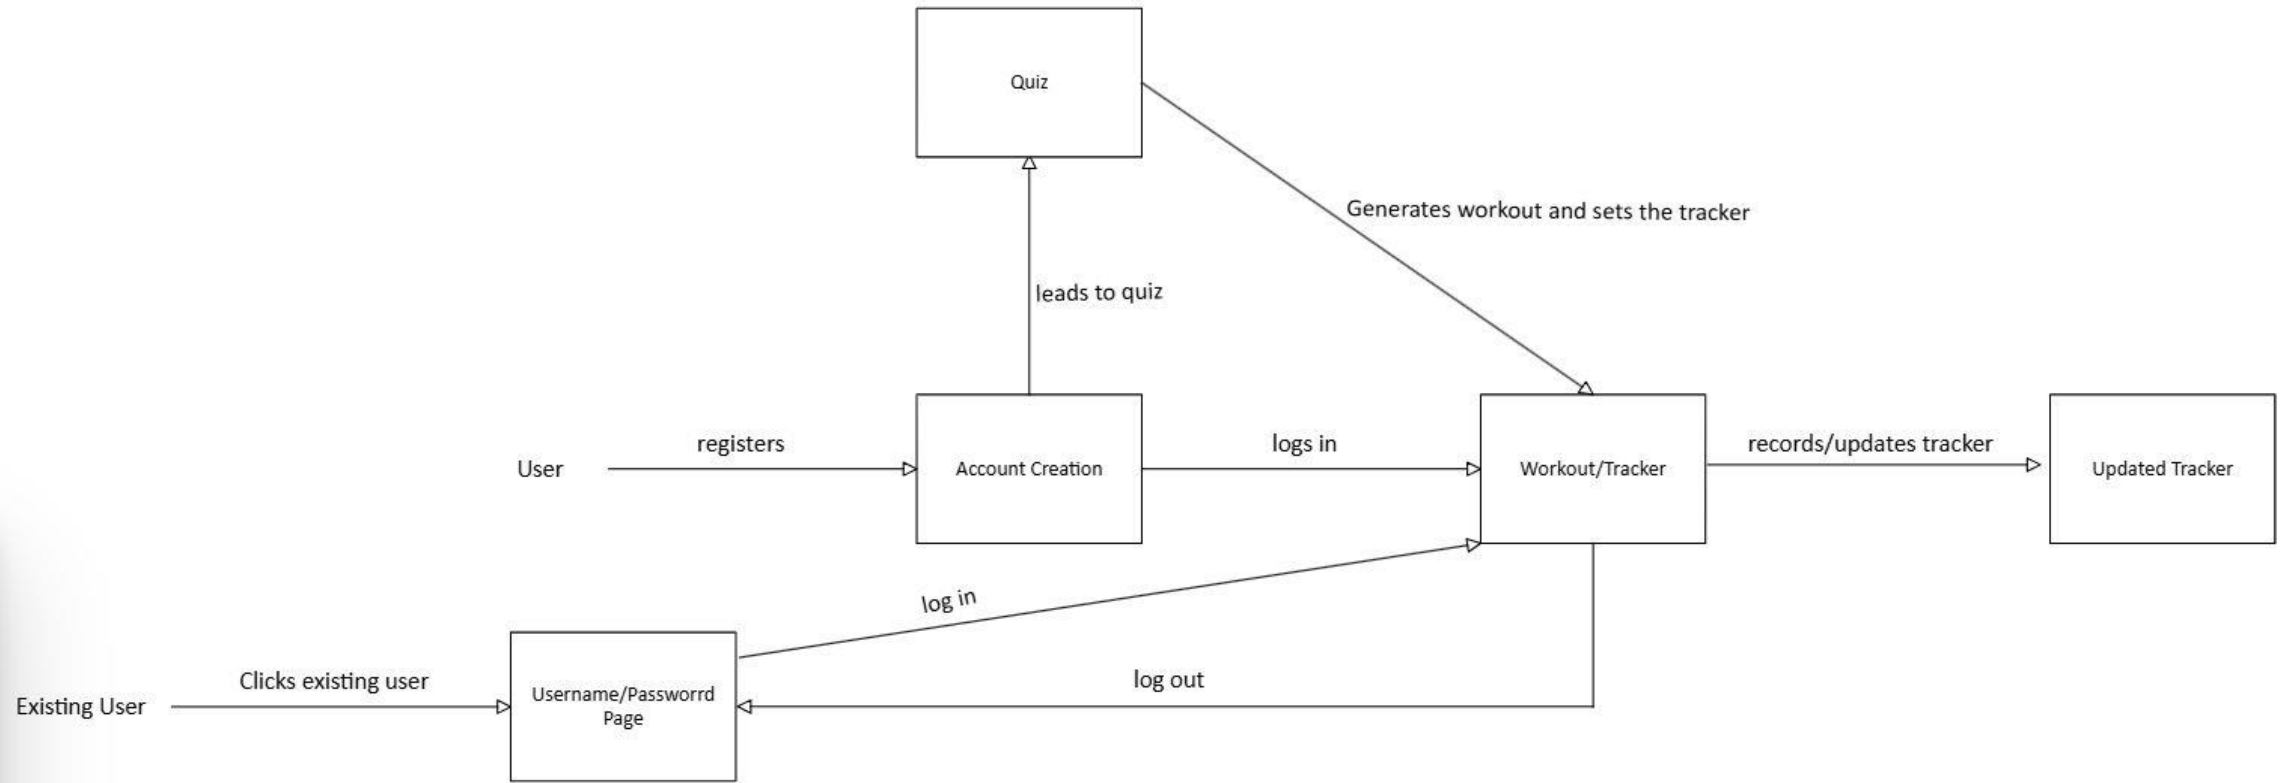 Quiz
Generates workout and sets the tracker
leads to quiz
User
registers
Account Creation
logs in
Workout/Tracker
records/updates tracker
Updated Tracker
log in
Existing User
Clicks existing user
Username/Passworrd
Page
log out